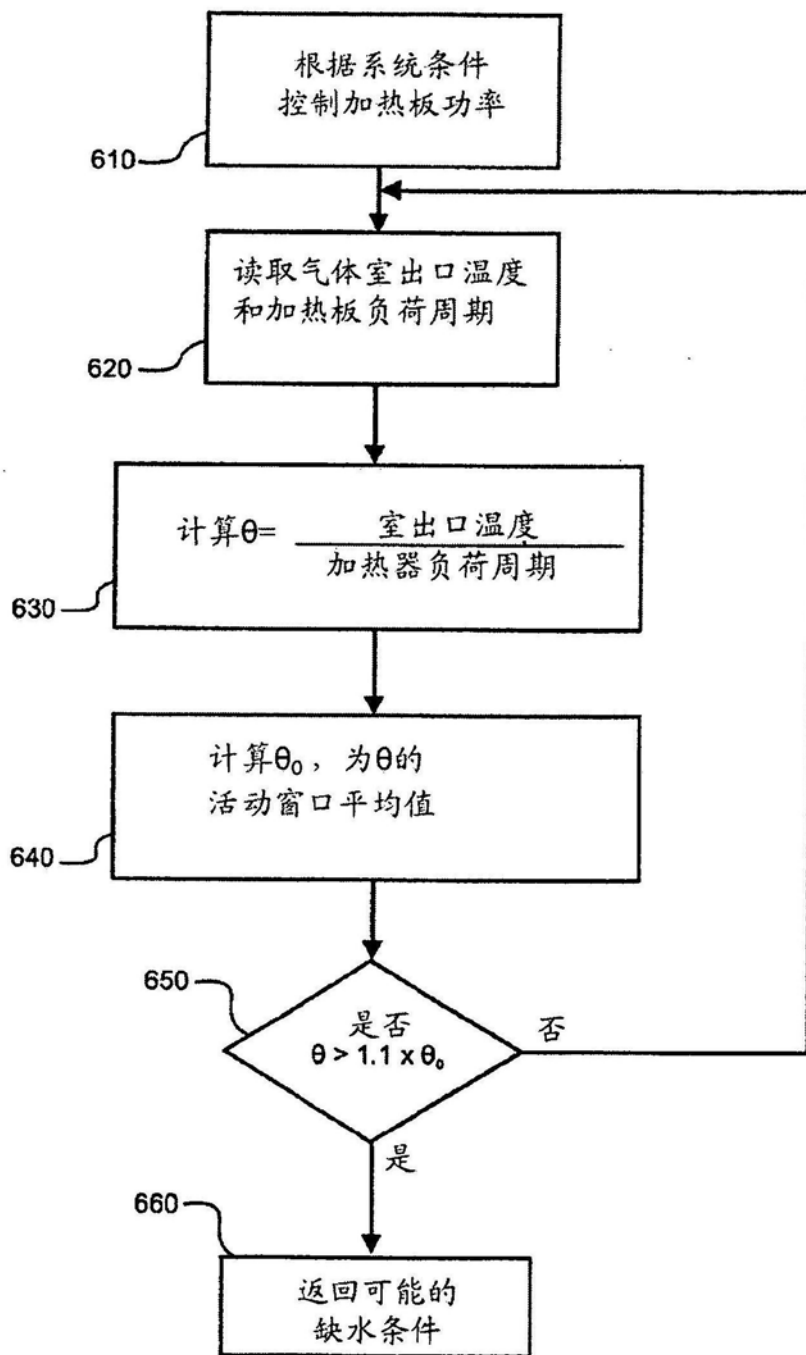 根据系统条件
控制加热板功率
610
读取气体室出口温度
和加热板负荷周期
620
计算θ= 室出口温度
加热器负荷周期
630
计算θ₀，为θ的
活动窗口平均值
640
650
是否
θ > 1.1 x θ₀
否
是
660
返回可能的
缺水条件